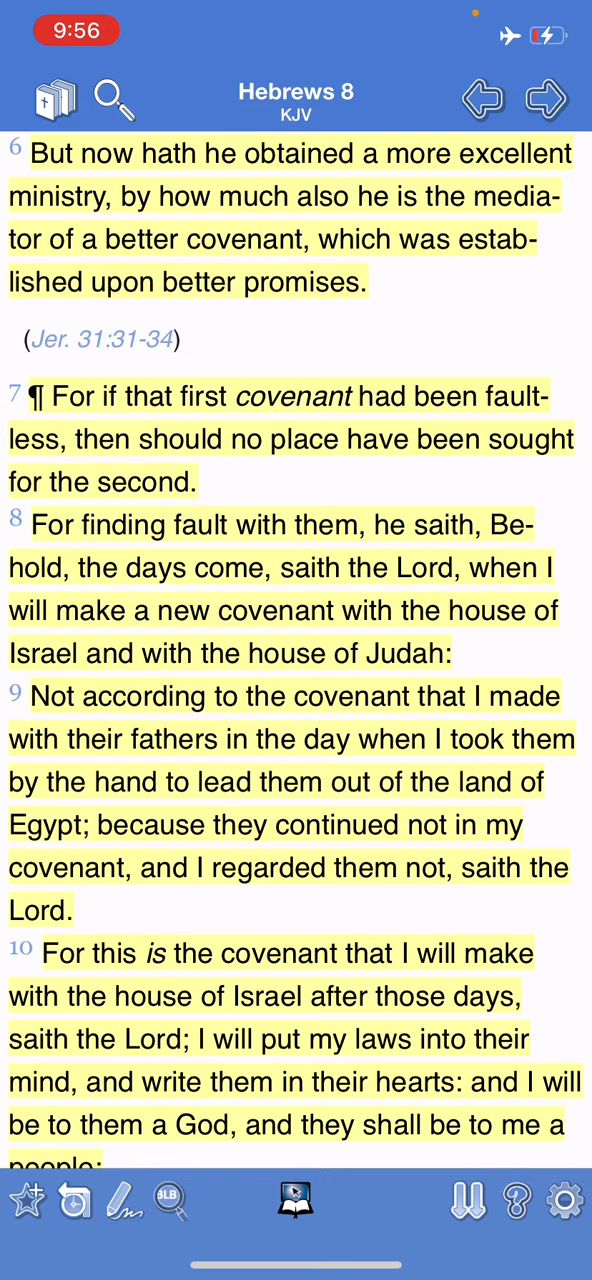 9:56
Hebrews 8
KJV
6 But now hath he obtained a more excellent
ministry, by how much also he is the media-
tor of a better covenant, which was estab-
lished upon better promises.
(Jer. 31:31-34)
7 ¶ For if that first covenant had been fault-
less, then should no place have been sought
for the second.
8 For finding fault with them, he saith, Be-
hold, the days come, saith the Lord, when I
will make a new covenant with the house of
Israel and with the house of Judah:
9 Not according to the covenant that I made
with their fathers in the day when I took them
by the hand to lead them out of the land of
Egypt; because they continued not in my
covenant, and I regarded them not, saith the
Lord.
10 For this is the covenant that I will make
with the house of Israel after those days,
saith the Lord; I will put my laws into their
mind, and write them in their hearts: and I will
be to them a God, and they shall be to me a
people:
BLB